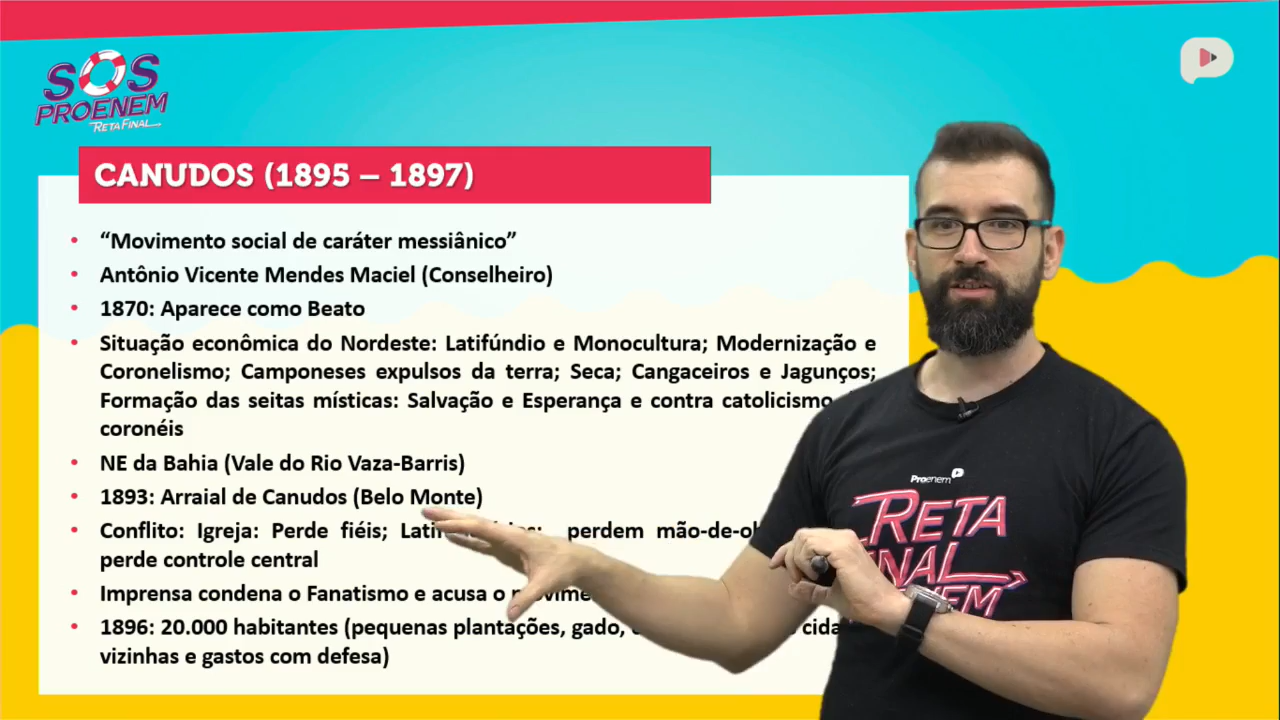 SOS
PROENEM
RETA FINAL
CANUDOS (1895 – 1897)
• “Movimento social de caráter messiânico”
• Antônio Vicente Mendes Maciel (Conselheiro)
• 1870: Aparece como Beato
• Situação econômica do Nordeste: Latifúndio e Monocultura; Modernização e
Coronelismo; Camponeses expulsos da terra; Seca; Cangaceiros e Jagunços;
Formação das seitas místicas: Salvação e Esperança e contra catolicismo
coronéis
• NE da Bahia (Vale do Rio Vaza-Barris)
• 1893: Arraial de Canudos (Belo Monte)
• Conflito: Igreja: Perde fiéis; perdem
perde controle central
• Imprensa condena o Fanatismo e acusa o
• 1896: 20.000 habitantes (pequenas plantações, gado,
vizinhas e gastos com defesa)
Proenem
RETA
FINAL
ENEM